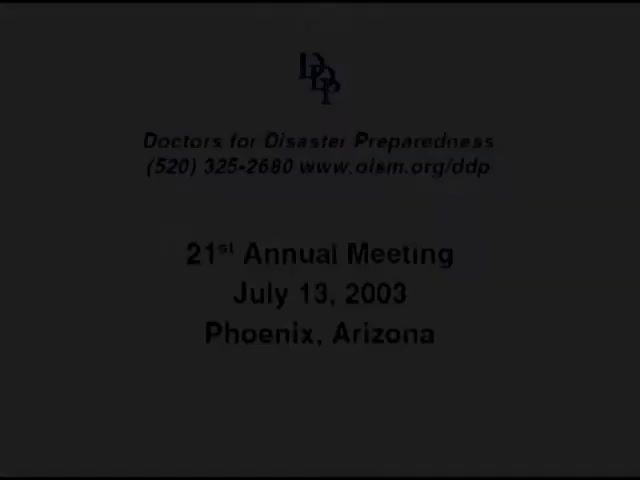 DDP
Doctors for Disaster Preparedness
(520) 325-2680 www.oism.org/ddp
21st Annual Meeting
July 13, 2003
Phoenix, Arizona